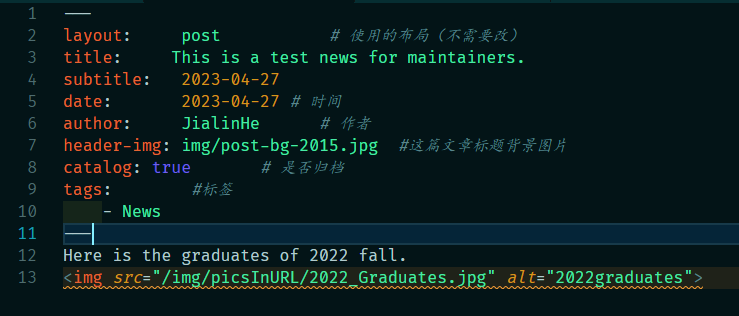 1 ---
2 layout:     post           # 使用的布局（不需要改）
3 title:     This is a test news for maintainers.
4 subtitle:   2023-04-27
5 date:       2023-04-27 # 时间
6 author:     JialinHe      # 作者
7 header-img: img/post-bg-2015.jpg  #这篇文章标题背景图片
8 catalog: true       # 是否归档
9 tags:        #标签
10     - News
11 ---
12 Here is the graduates of 2022 fall.
13 <img src="/img/picsInURL/2022_Graduates.jpg" alt="2022graduates">